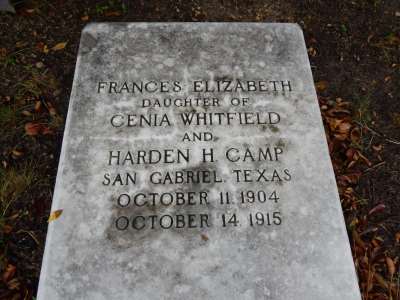 FRANCES ELIZABETH
DAUGHTER OF
CENIA WHITFIELD
AND
HARDEN H. CAMP
SAN GABRIEL, TEXAS
OCTOBER 11, 1904
OCTOBER 14, 1915